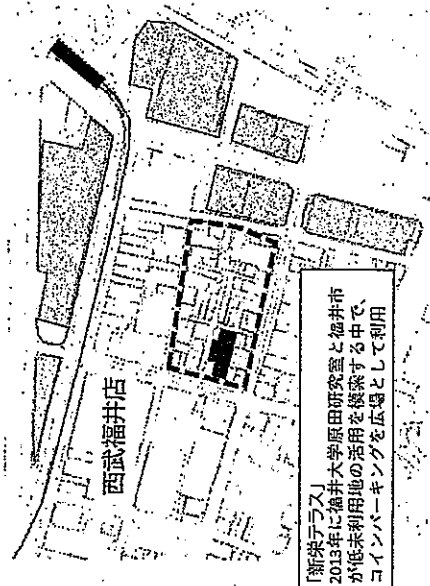 西武福井店
「新栄テラス」
2013年に福井大学原田研究室と福井市
が低未利用地の活用を模索する中で、
コインパーキングを広場として利用